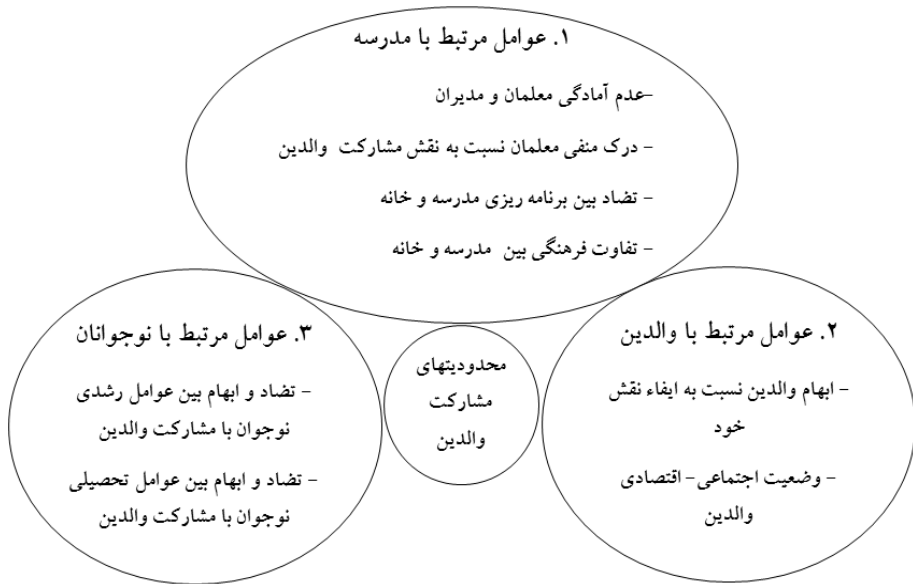 ۱. عوامل مرتبط با مدرسه
-عدم آمادگی معلمان و مدیران
- درک منفی معلمان نسبت به نقش مشارکت والدین
- تضاد بین برنامه ریزی مدرسه و خانه
- تفاوت فرهنگی بین مدرسه و خانه
۲. عوامل مرتبط با والدین
- ابهام والدین نسبت به ایفاء نقش
خود
- وضعیت اجتماعی- اقتصادی
والدین
۳. عوامل مرتبط با نوجوانان
- تضاد و ابهام بین عوامل رشدی
نوجوان با مشارکت والدین
- تضاد و ابهام بین عوامل تحصیلی
نوجوان با مشارکت والدین
محدودیتهای
مشارکت
والدین